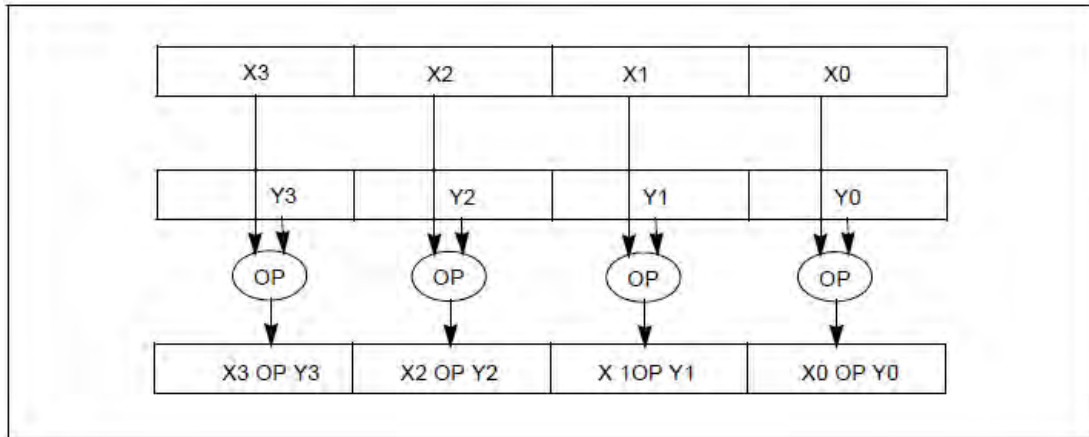 X3 X2 X1 X0
Y3 Y2 Y1 Y0
OP OP OP OP
X3 OP Y3 X2 OP Y2 X 1OP Y1 X0 OP Y0